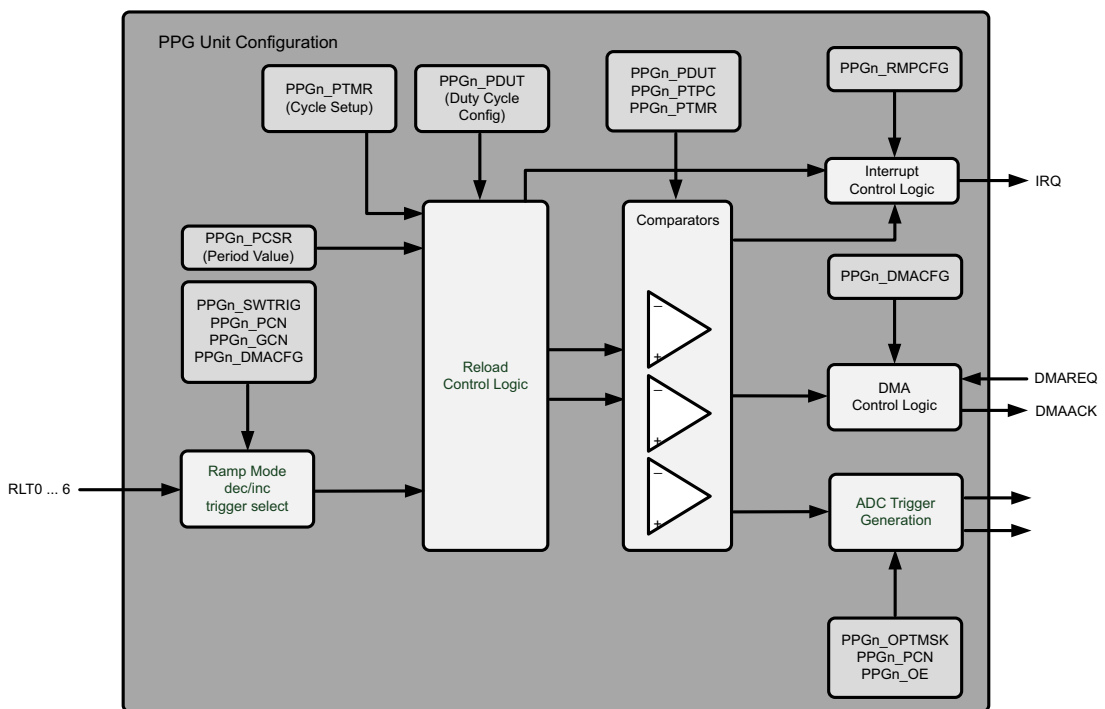 PPG Unit Configuration
PPGn_PTMR
(Cycle Setup)
PPGn_PDUT
(Duty Cycle
Config)
PPGn_PDUT
PPGn_PTPC
PPGn_PTMR
PPGn_RMPCFG
Interrupt
Control Logic
IRQ
PPGn_PCSR
(Period Value)
Comparators
PPGn_SWTRIG
PPGn_PCN
PPGn_GCN
PPGn_DMACFG
PPGn_DMACFG
Reload
Control Logic
−
+
−
+
−
+
DMA
Control Logic
DMAREQ
DMAACK
RLT0 ... 6
Ramp Mode
dec/inc
trigger select
ADC Trigger
Generation
PPGn_OPTMSK
PPGn_PCN
PPGn_OE